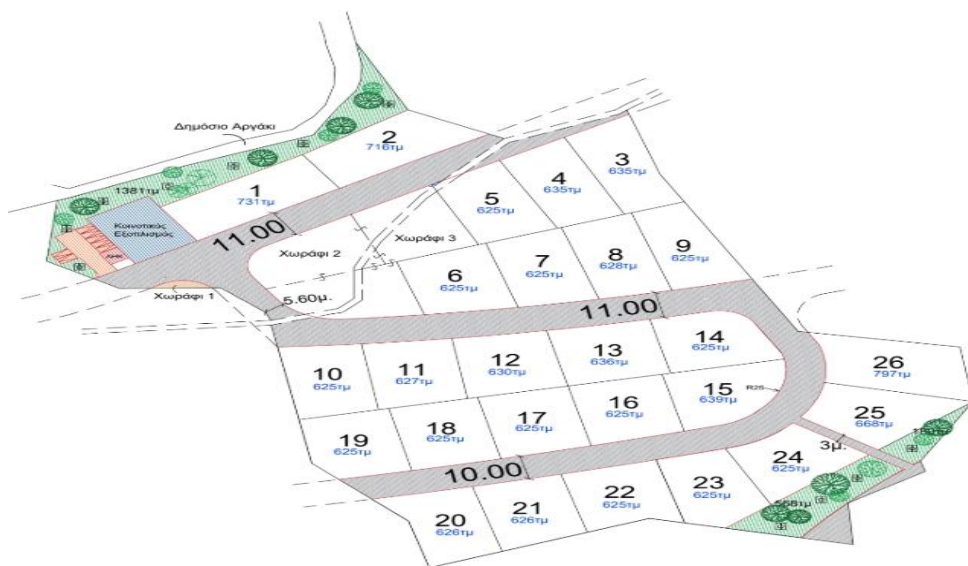 Δημόσιο Αργάκι
2
716τμ
1381τμ
1
731τμ
Κοινοτικός
Εξοπλισμός
ΑΗΚ
11.00
Χωράφι 1
Χωράφι 2
Χωράφι 3
5.60μ.
3
635τμ
4
635τμ
5
625τμ
6
625τμ
7
625τμ
8
628τμ
9
625τμ
11.00
10
625τμ
11
627τμ
12
630τμ
13
636τμ
14
625τμ
15
639τμ
R25
16
625τμ
17
625τμ
18
625τμ
19
625τμ
10.00
20
626τμ
21
626τμ
22
625τμ
23
625τμ
24
625τμ
3μ.
25
668τμ
26
797τμ
568τμ